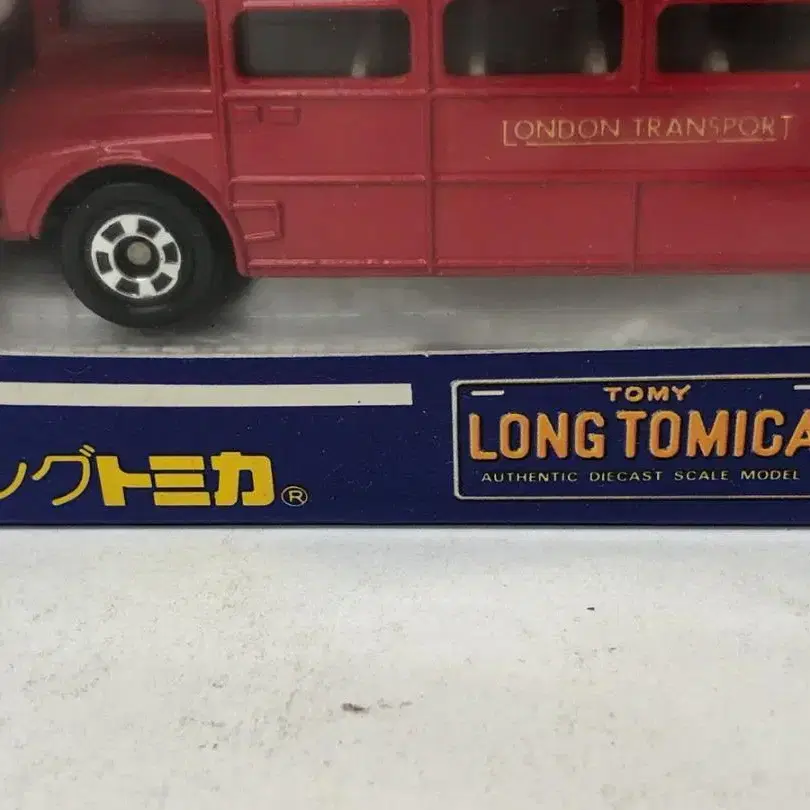 LONDON TRANSPORT
ングトミカ®
TOMY
LONG TOMICA
AUTHENTIC DIECAST SCALE MODEL